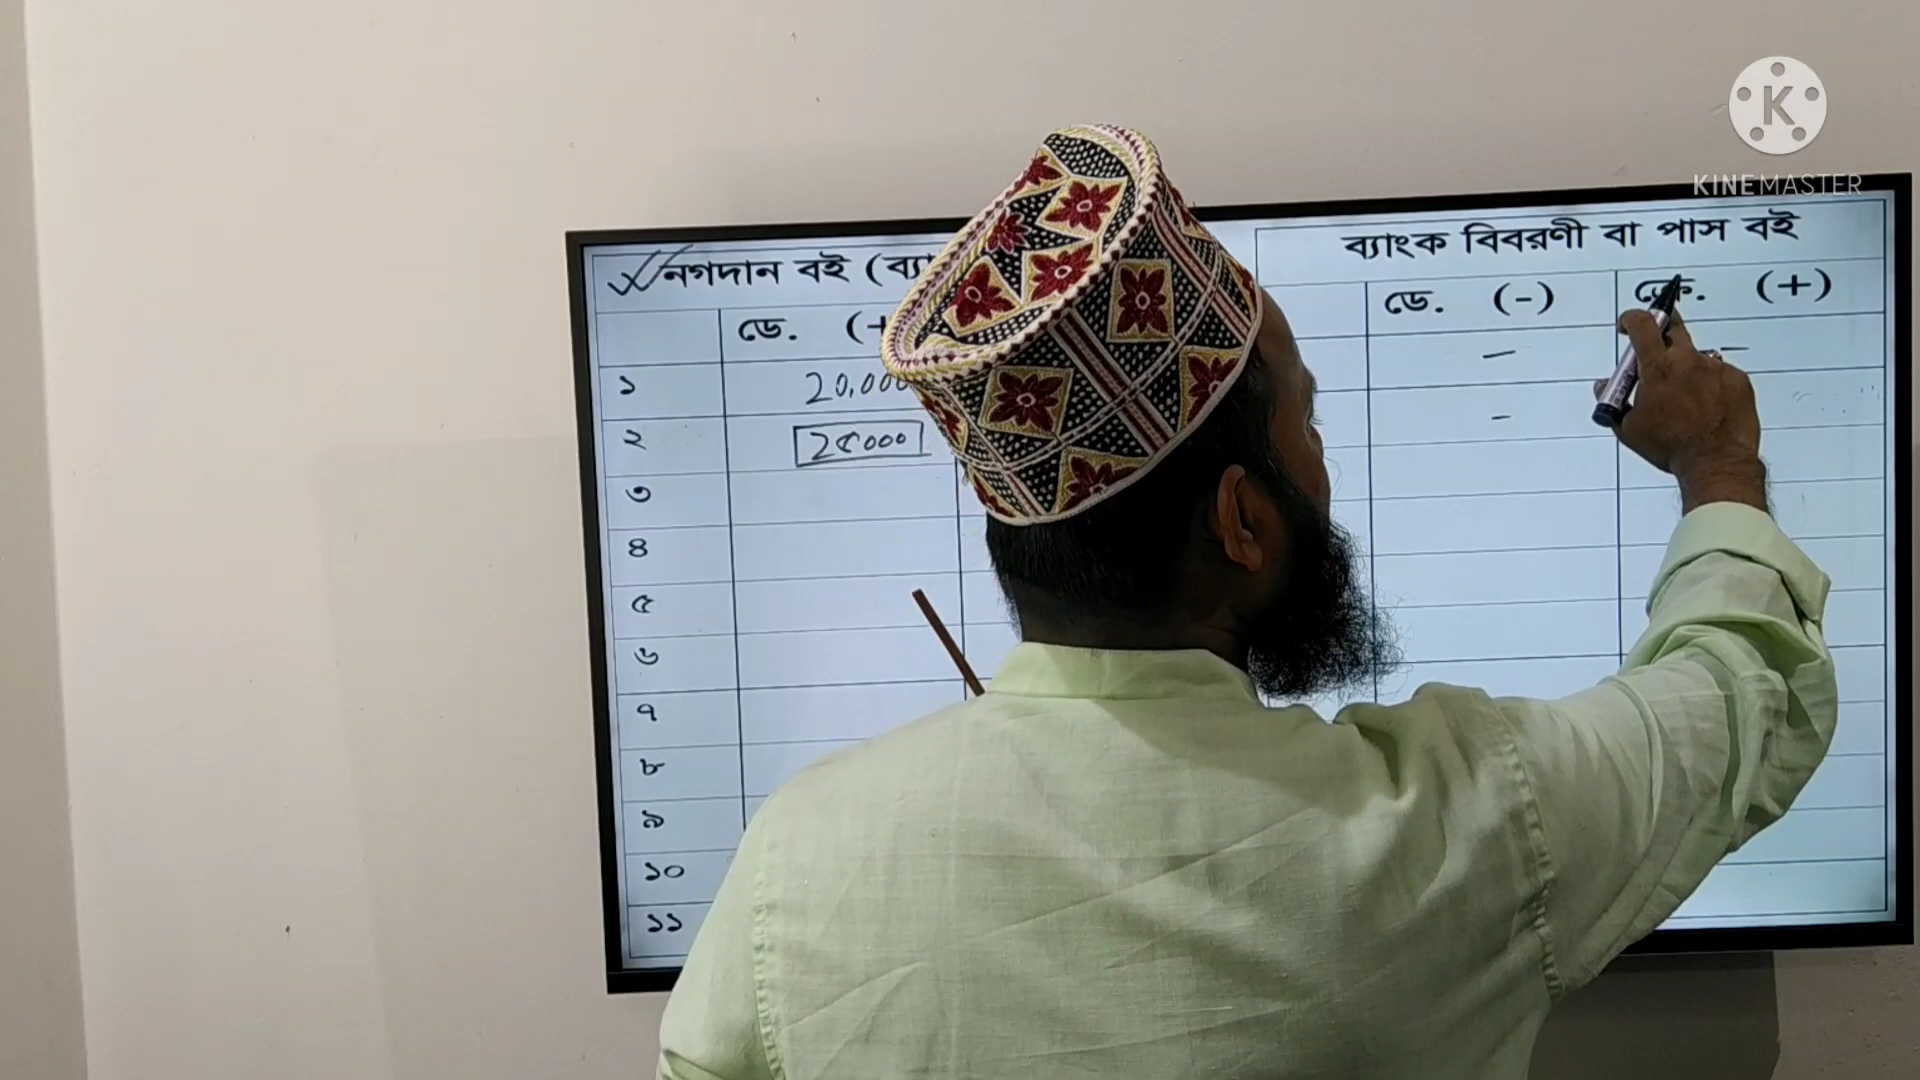 KINEMASTER
নগদান বই (ব্যা
ব্যাংক বিবরণী বা পাস বই
ডে. (+
ডে. (-)
ক্রে. (+)
১ 20,000
২ 25000
৩
৪
৫
৬
৭
৮
৯
১০
১১